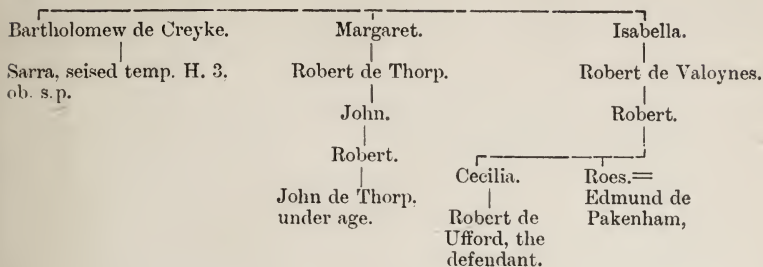 Bartholomew de Creyke. Margaret. Isabella.
Sarra, seised temp. H. 3. Robert de Thorp. Robert de Valoynes.
ob. s.p.
John. Robert.
Robert.
Cecilia. Roes.=
John de Thorp, Edmund de
under age. Robert de Pakenham,
Ufford, the
defendant.